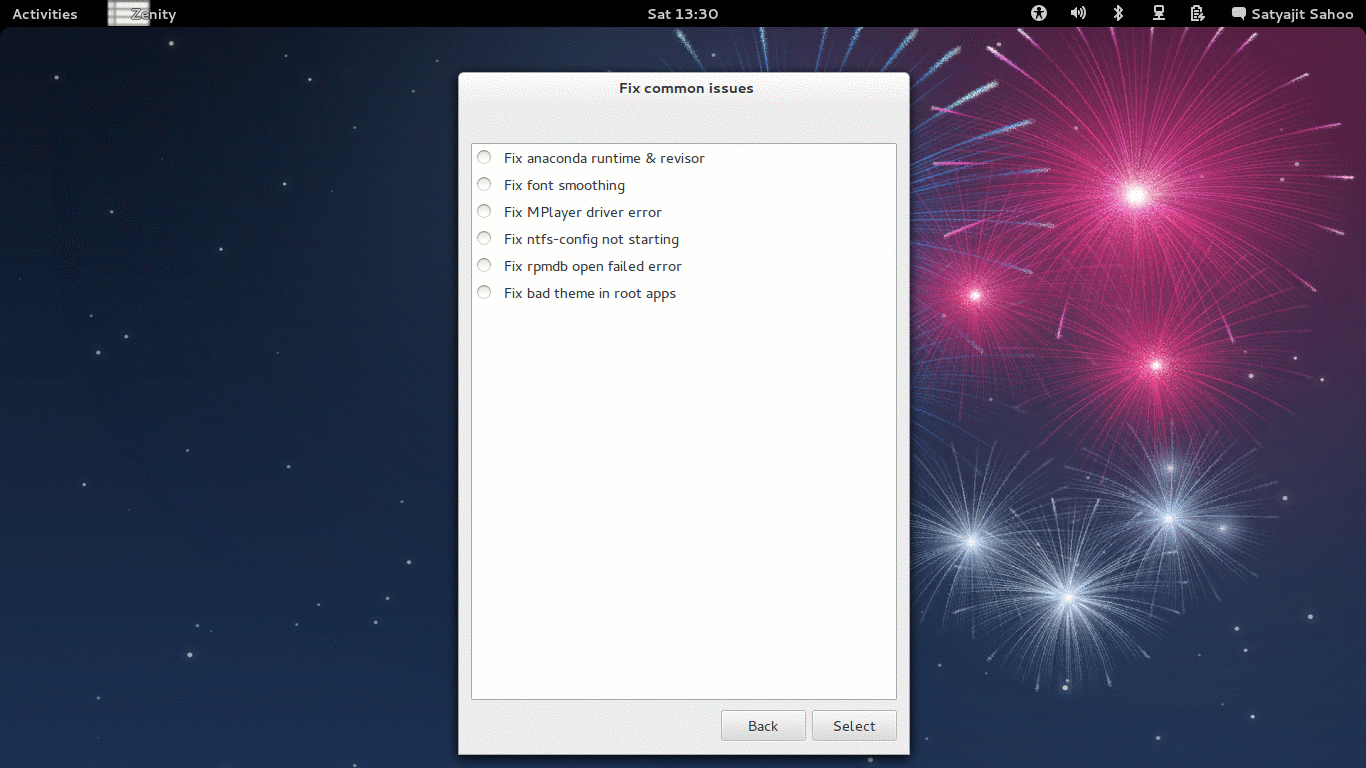 Activities Zenity Sat 13:30 Satyajit Sahoo
Fix common issues
Fix anaconda runtime & revisor
Fix font smoothing
Fix MPlayer driver error
Fix ntfs-config not starting
Fix rpmdb open failed error
Fix bad theme in root apps
Back Select